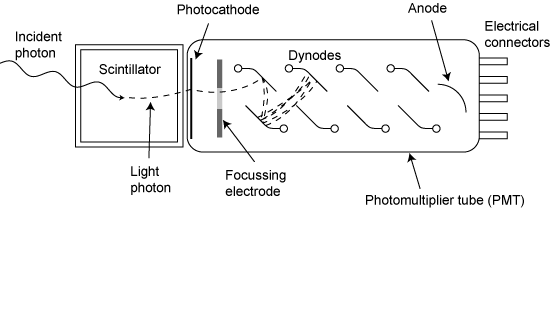 Photocathode
Anode
Electrical
connectors
Incident
photon
Scintillator
Dynodes
Light
photon
Focussing
electrode
Photomultiplier tube (PMT)